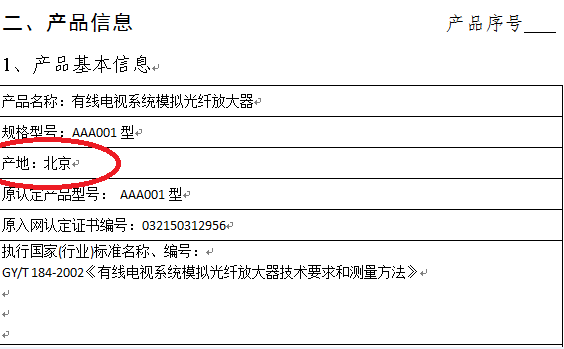 二、产品信息 产品序号____
1、产品基本信息
产品名称：有线电视系统模拟光纤放大器
规格型号：AAA001 型
产地：北京
原认定产品型号： AAA001 型
原入网认定证书编号：032150312956
执行国家(行业)标准名称、编号：
GY/T 184-2002《有线电视系统模拟光纤放大器技术要求和测量方法》